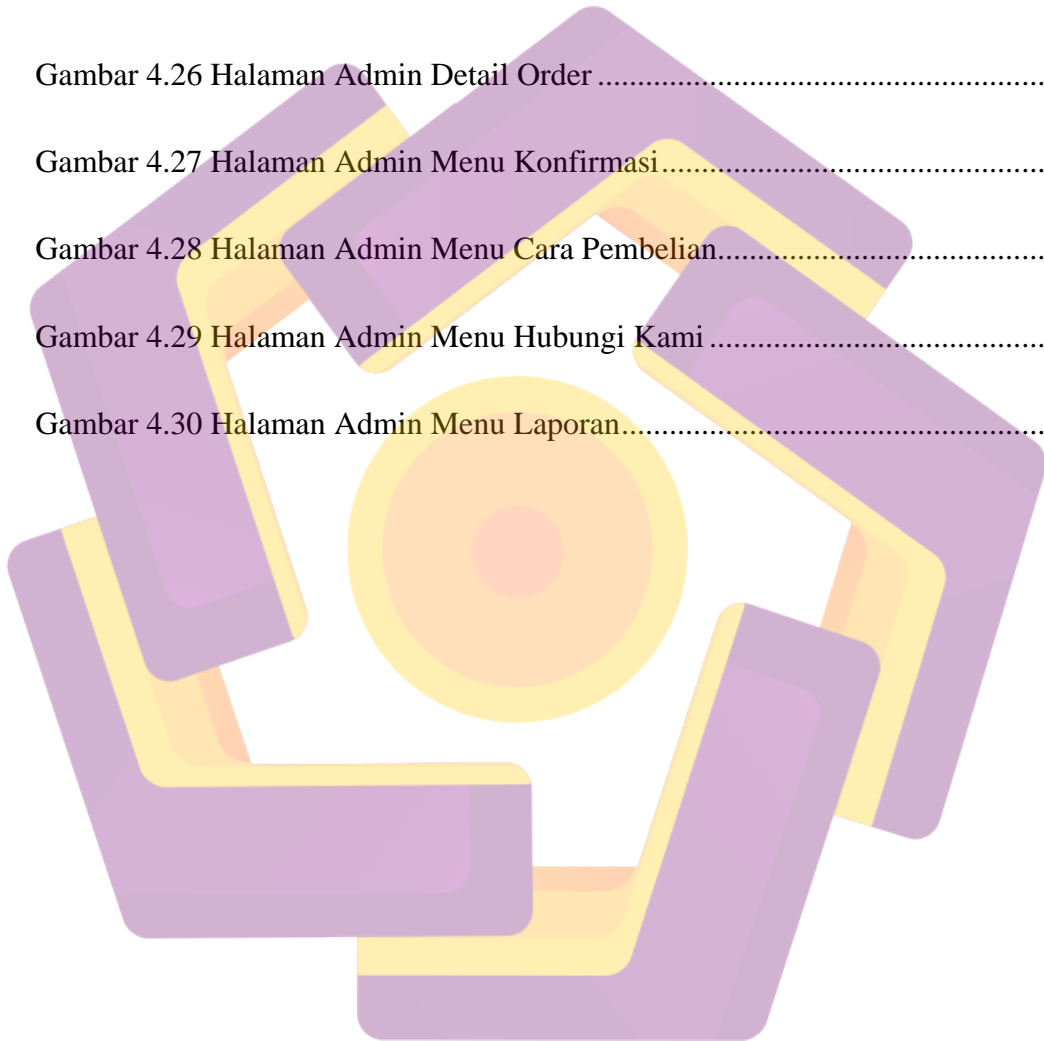 Gambar 4.26 Halaman Admin Detail Order ........................................................
Gambar 4.27 Halaman Admin Menu Konfirmasi................................................
Gambar 4.28 Halaman Admin Menu Cara Pembelian.........................................
Gambar 4.29 Halaman Admin Menu Hubungi Kami ..........................................
Gambar 4.30 Halaman Admin Menu Laporan.....................................................